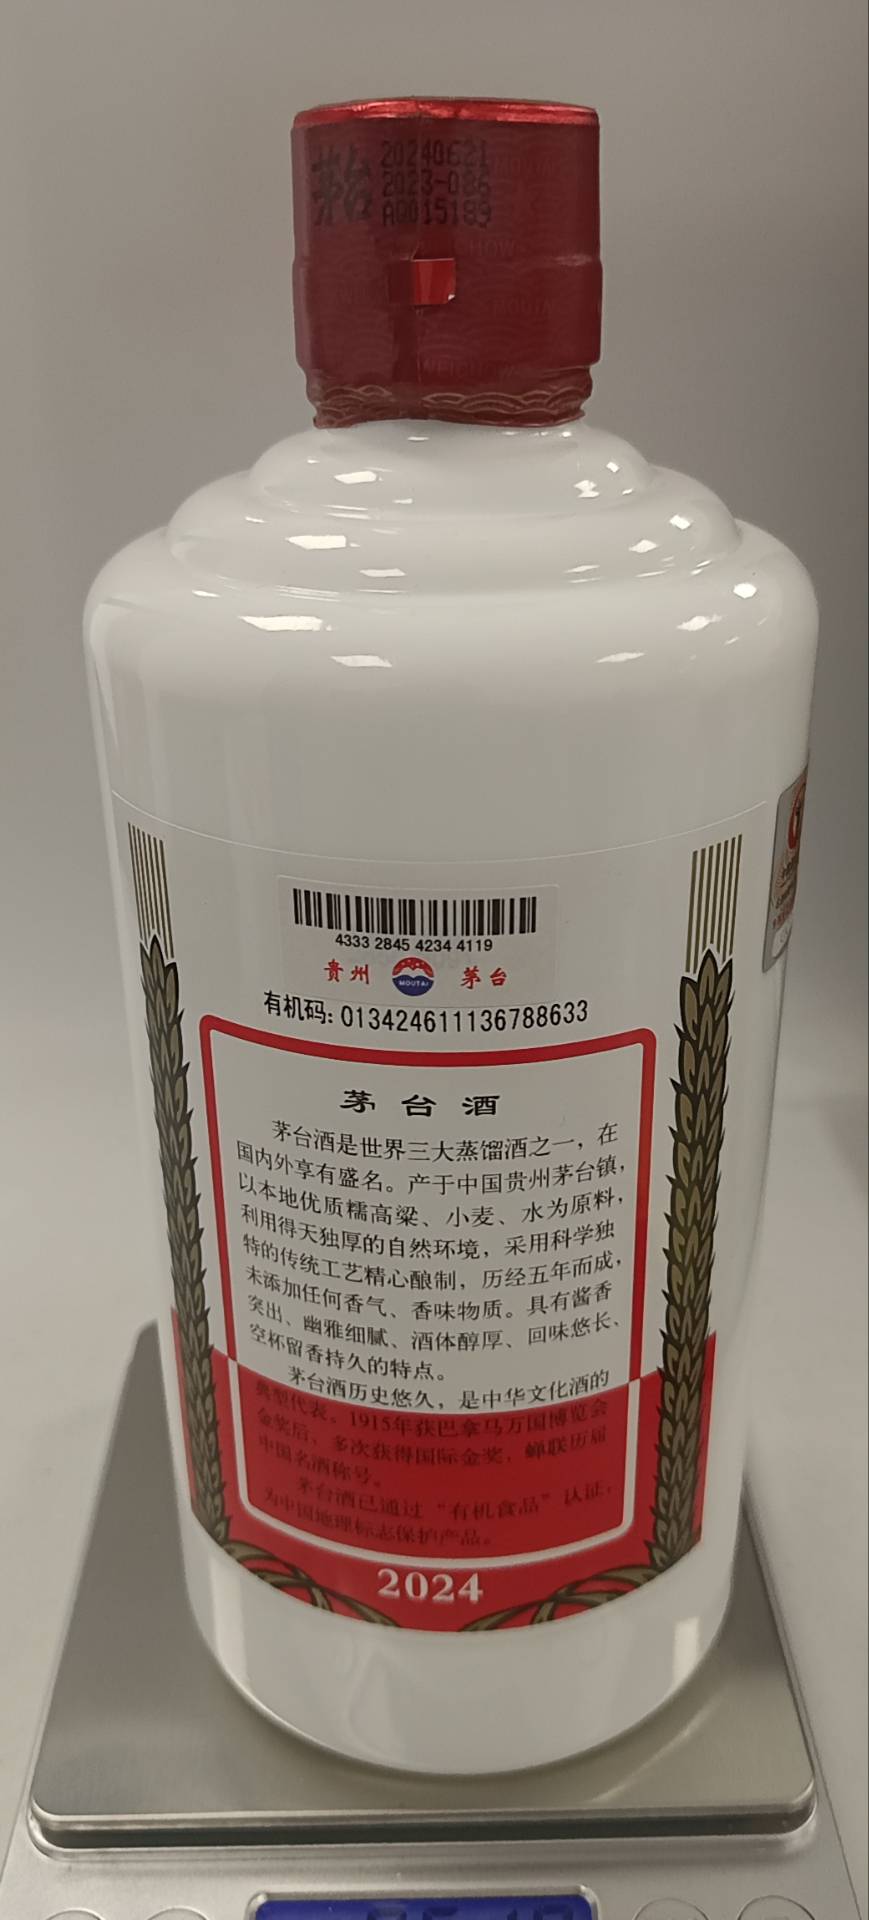 茅台
20240621
2023-086
AQ015189
4333 2845 4234 4119
贵州 MOUTAI 茅台
有机码: 013424611136788633
茅台酒
茅台酒是世界三大蒸馏酒之一，在
国内外享有盛名。产于中国贵州茅台镇，
以本地优质糯高粱、小麦、水为原料，
利用得天独厚的自然环境，采用科学独
特的传统工艺精心酿制，历经五年而成，
未添加任何香气、香味物质。具有酱香
突出、幽雅细腻、酒体醇厚、回味悠长、
空杯留香持久的特点。
茅台酒历史悠久，是中华文化酒的
典型代表。1915年获巴拿马万国博览会
金奖后，多次获得国际金奖，蝉联历届
中国名酒称号。
茅台酒已通过“有机食品”认证，
为中国地理标志保护产品。
2024